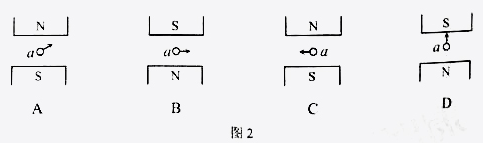 N S N S
a a a a
S N S N
A B C D
图 2